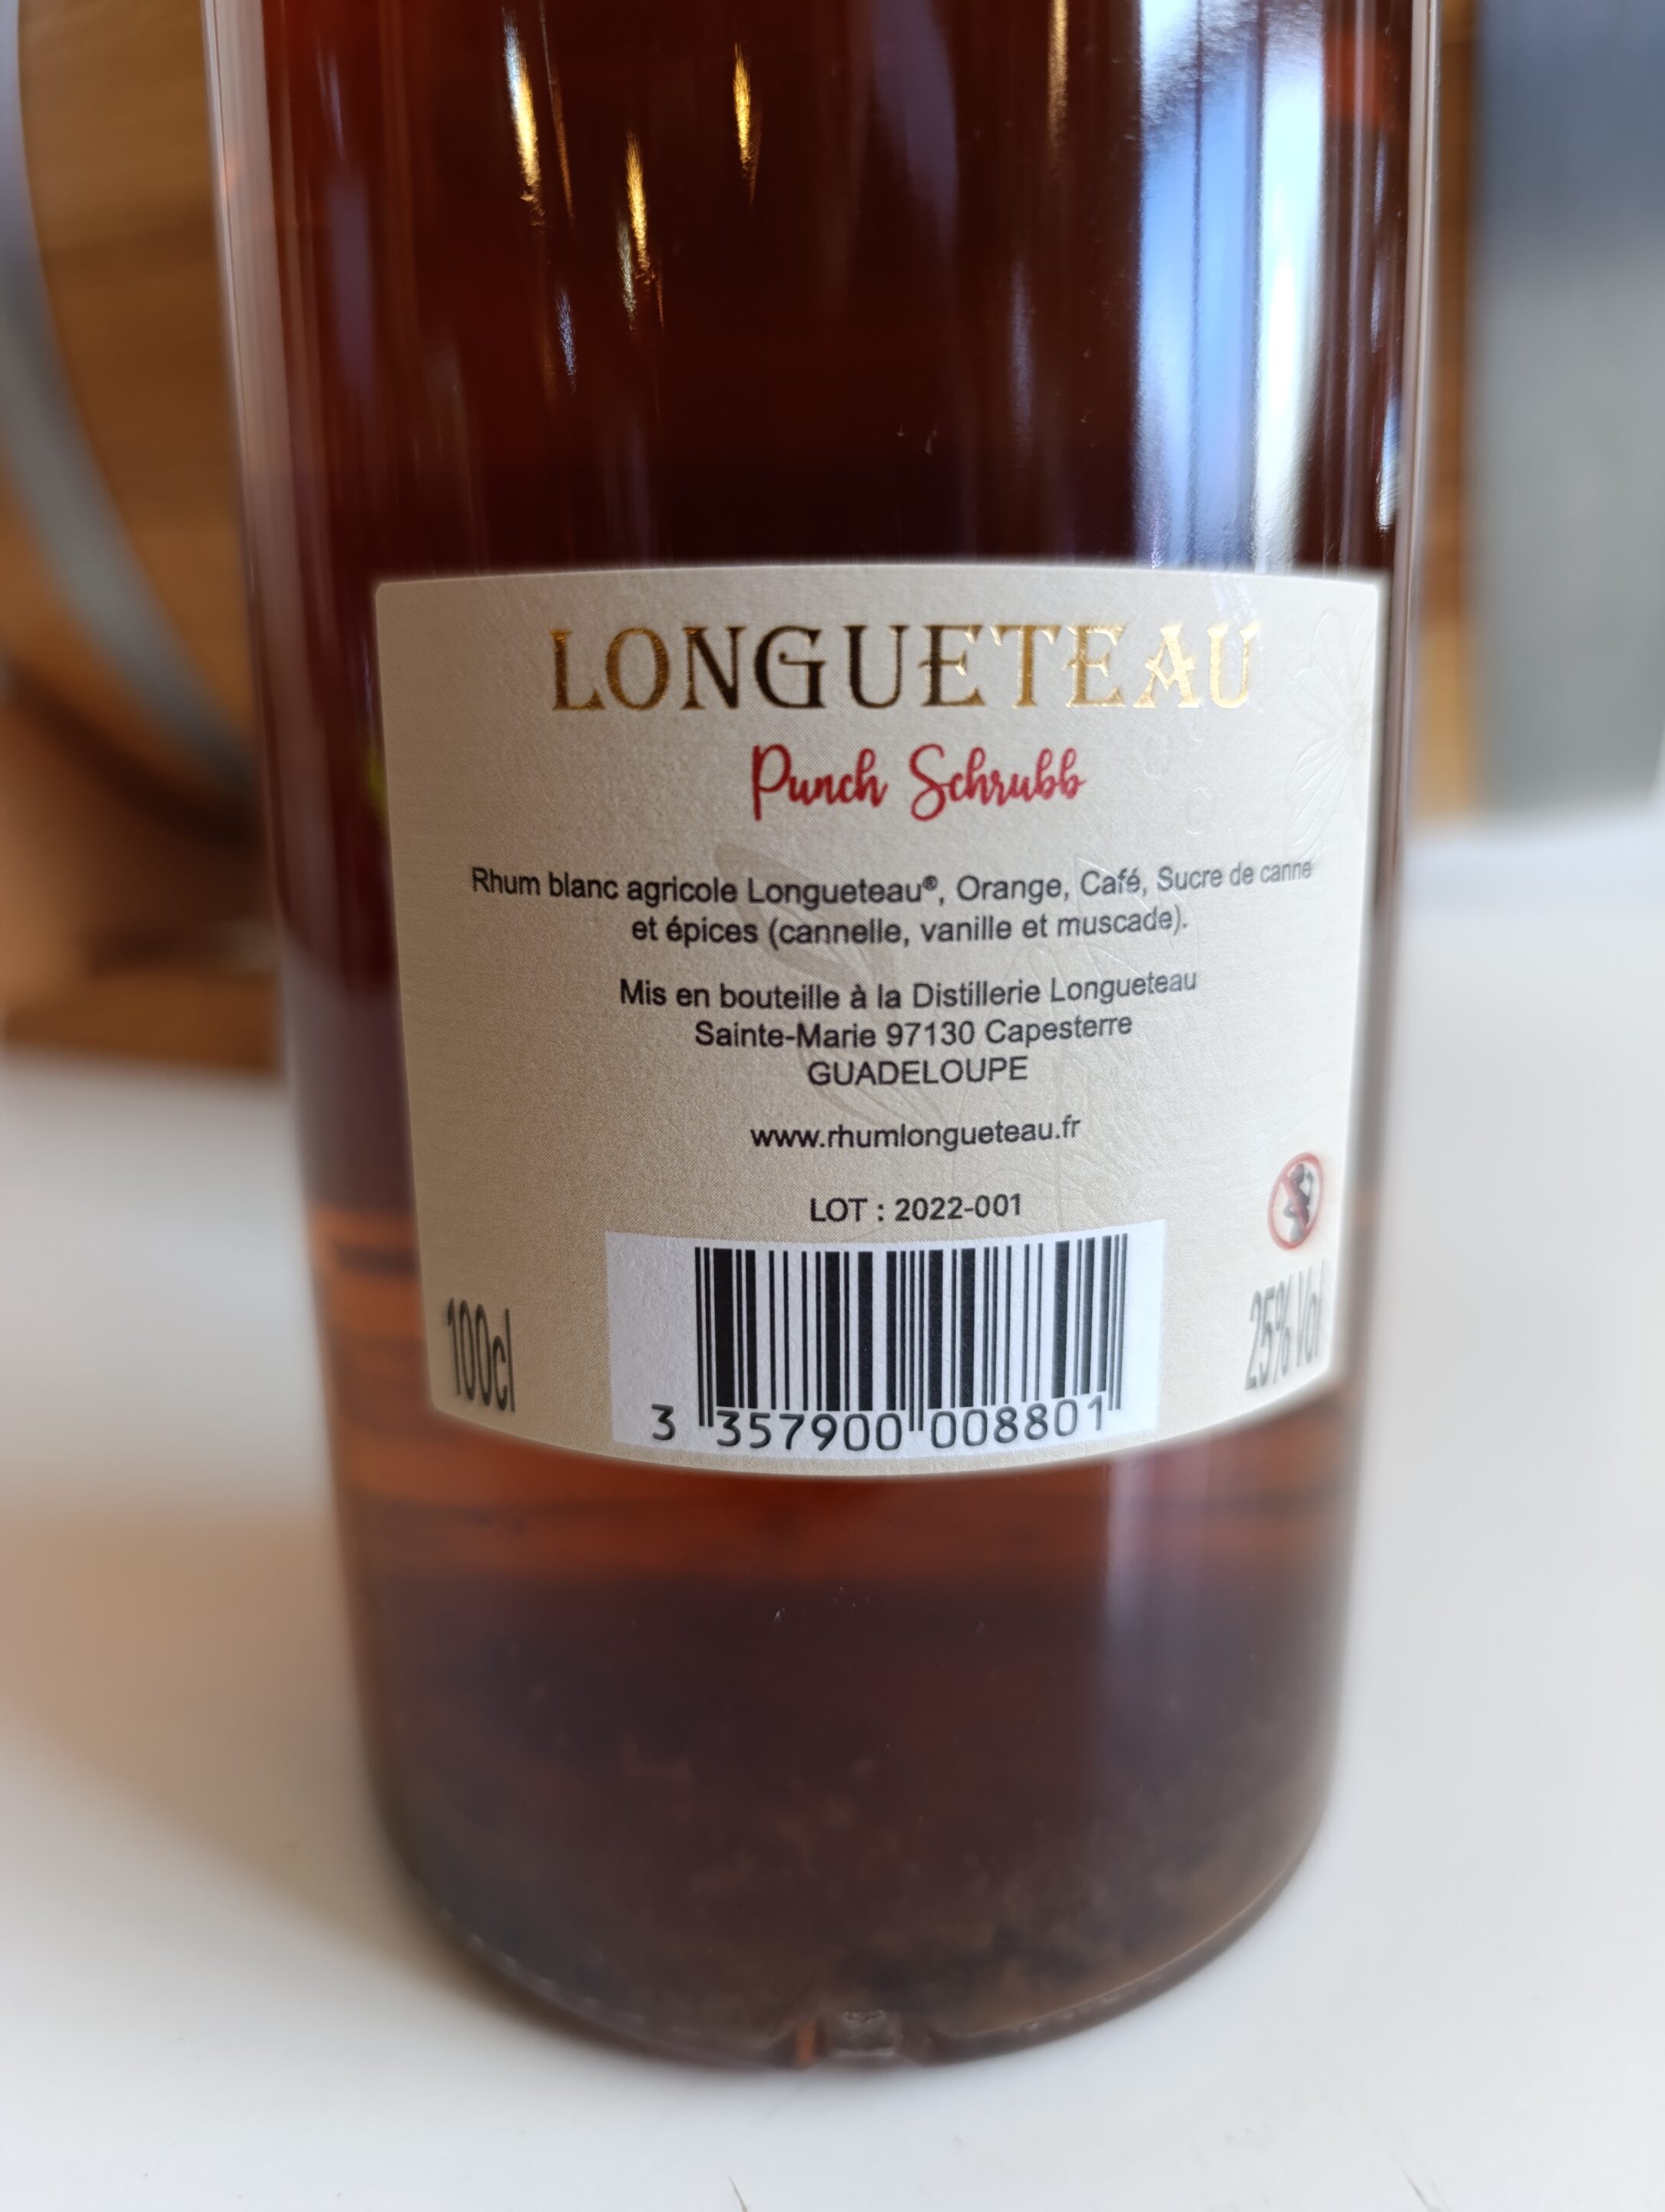 LONGUETEAU
Punch Schrubb
Rhum blanc agricole Longueteau®, Orange, Café, Sucre de canne
et épices (cannelle, vanille et muscade).
Mis en bouteille à la Distillerie Longueteau
Sainte-Marie 97130 Capesterre
GUADELOUPE
www.rhumlongueteau.fr
LOT : 2022-001
100cl
25% Vol
3 357900 008801